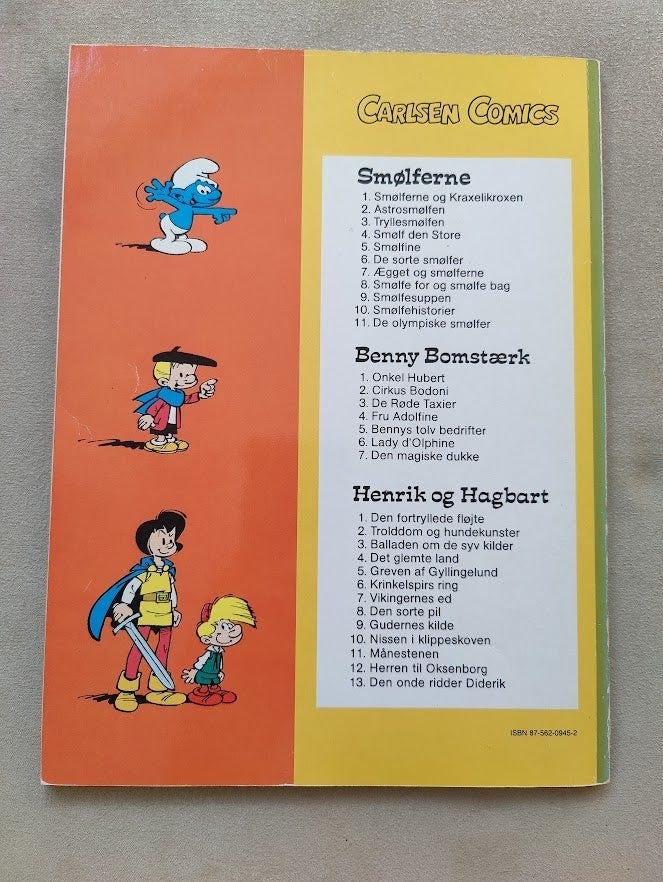 CARLSEN COMICS
Smølferne
1. Smølferne og Kraxelikroxen
2. Astrosmølfen
3. Tryllesmølfen
4. Smølf den Store
5. Smølfine
6. De sorte smølfer
7. Ægget og smølferne
8. Smølfe for og smølfe bag
9. Smølfesuppen
10. Smølfehistorier
11. De olympiske smølfer
Benny Bomstærk
1. Onkel Hubert
2. Cirkus Bodoni
3. De Røde Taxier
4. Fru Adolfine
5. Bennys tolv bedrifter
6. Lady d'Olphine
7. Den magiske dukke
Henrik og Hagbart
1. Den fortryllede fløjte
2. Trolddom og hundekunster
3. Balladen om de syv kilder
4. Det glemte land
5. Greven af Gyllingelund
6. Krinkelspirs ring
7. Vikingernes ed
8. Den sorte pil
9. Gudernes kilde
10. Nissen i klippeskoven
11. Månestenen
12. Herren til Oksenborg
13. Den onde ridder Diderik
ISBN 87-562-0945-2